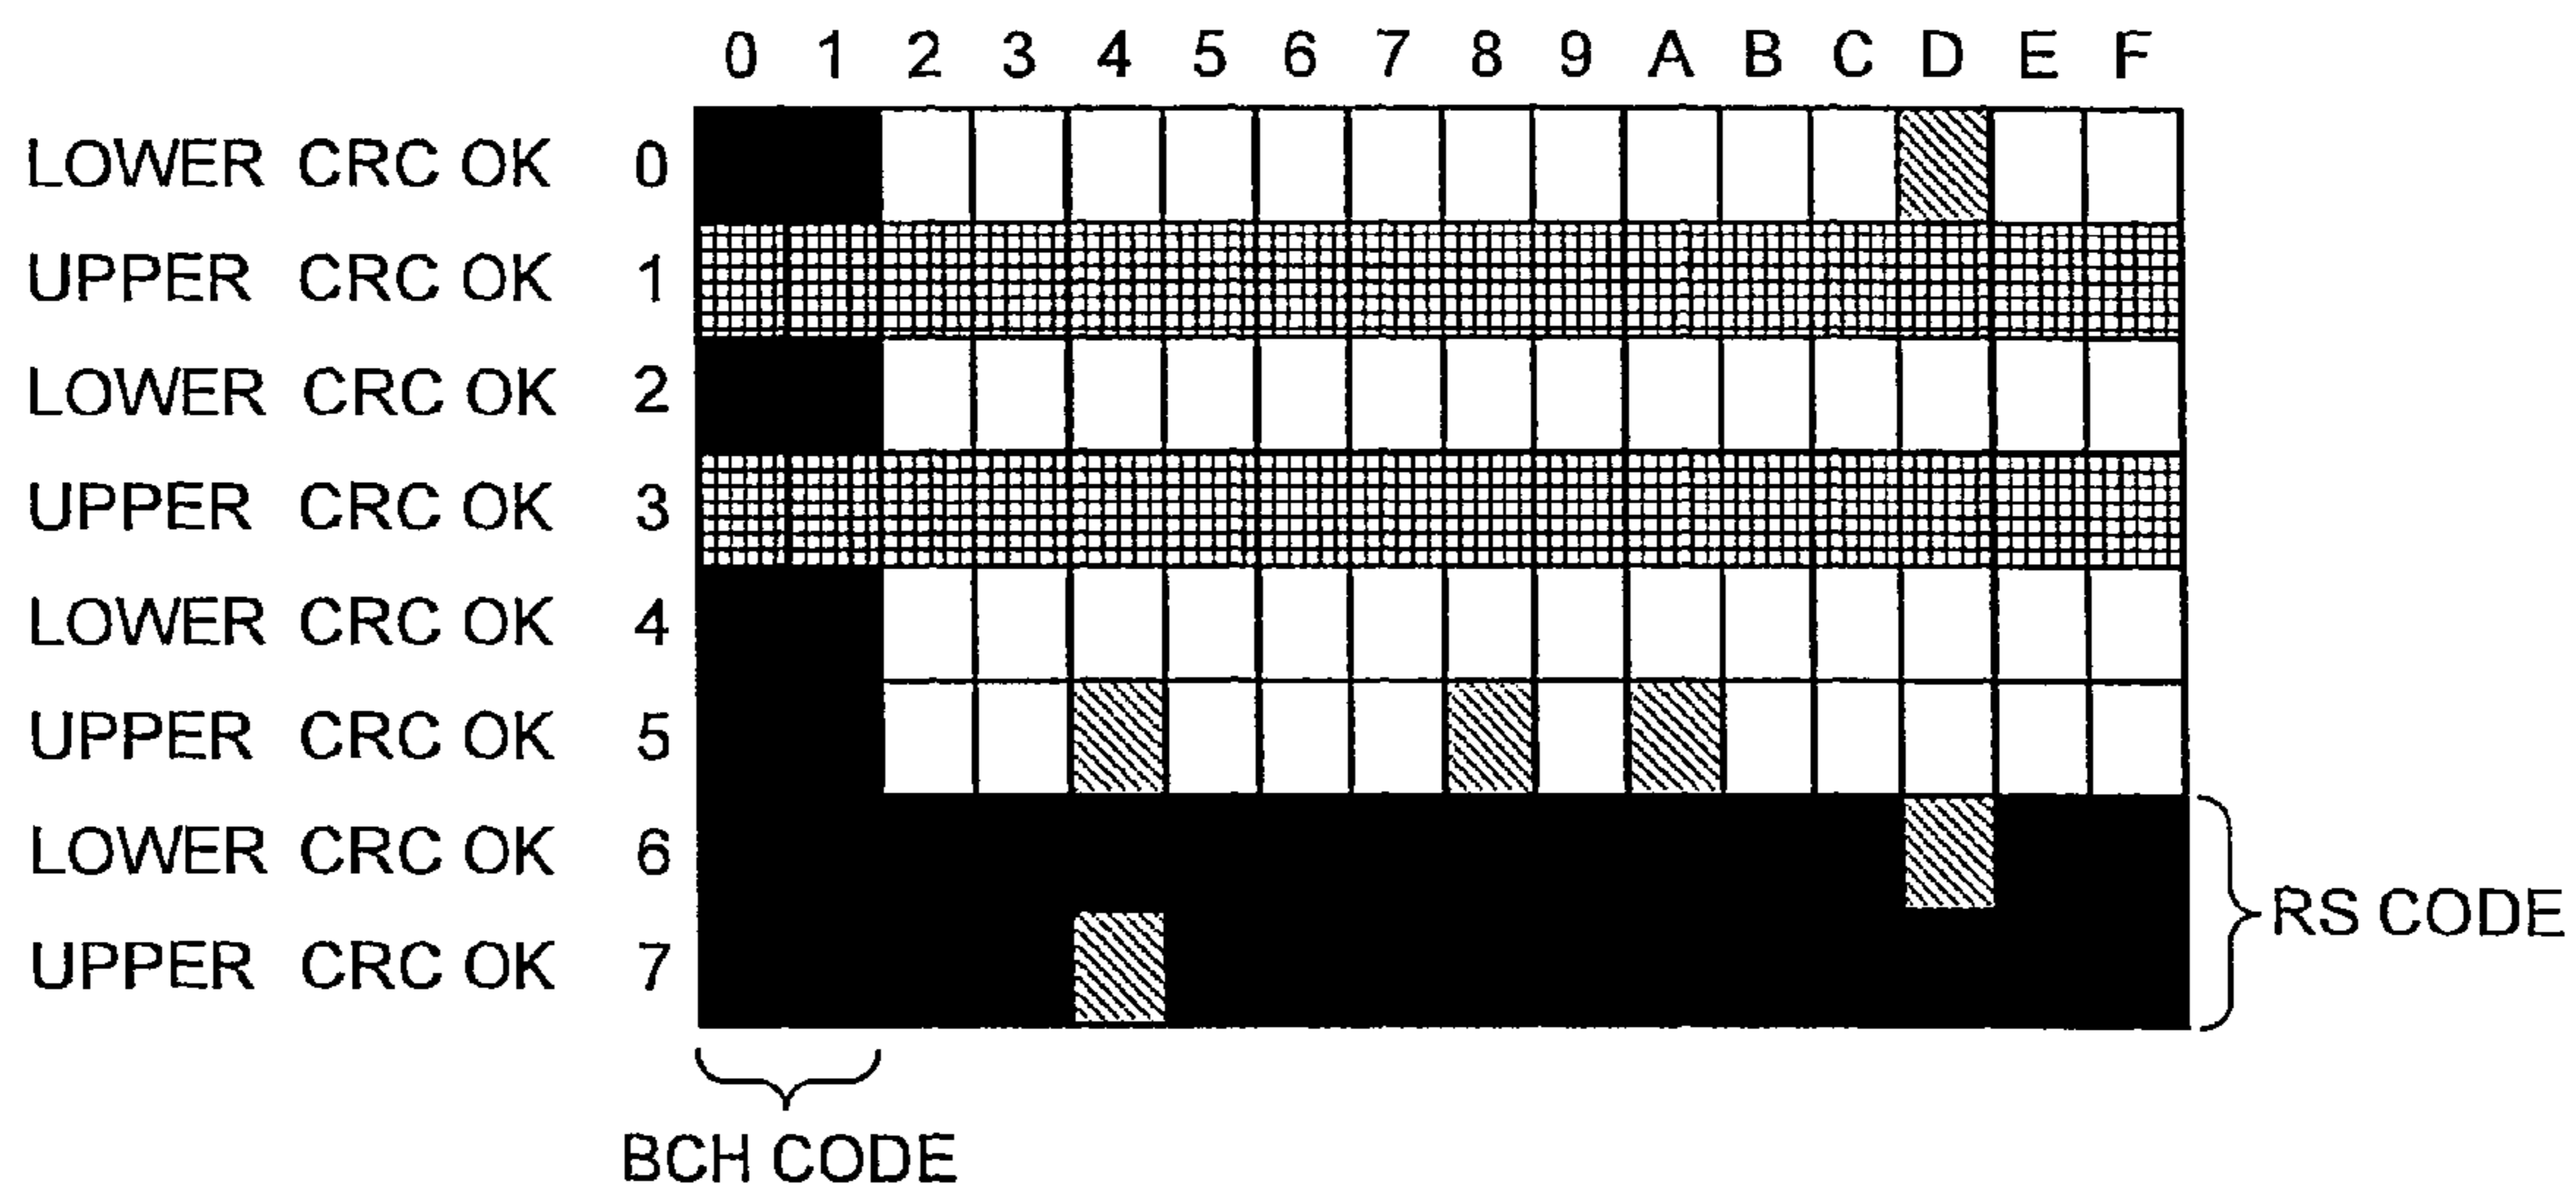 0 1 2 3 4 5 6 7 8 9 A B C D E F
LOWER CRC OK 0
UPPER CRC OK 1
LOWER CRC OK 2
UPPER CRC OK 3
LOWER CRC OK 4
UPPER CRC OK 5
LOWER CRC OK 6
UPPER CRC OK 7
RS CODE
BCH CODE